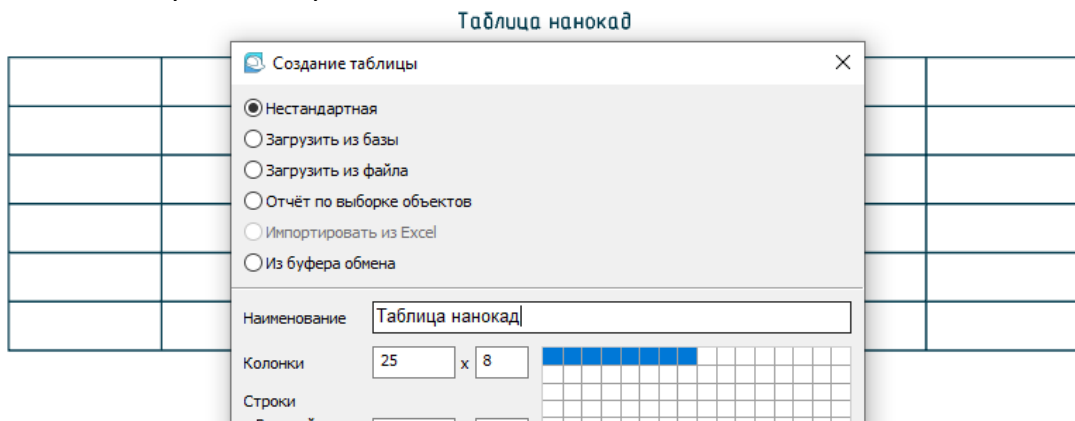 Таблица нанокад
Создание таблицы
Нестандартная
Загрузить из базы
Загрузить из файла
Отчёт по выборке объектов
Импортировать из Excel
Из буфера обмена
Наименование Таблица нанокад
Колонки 25 x 8
Строки